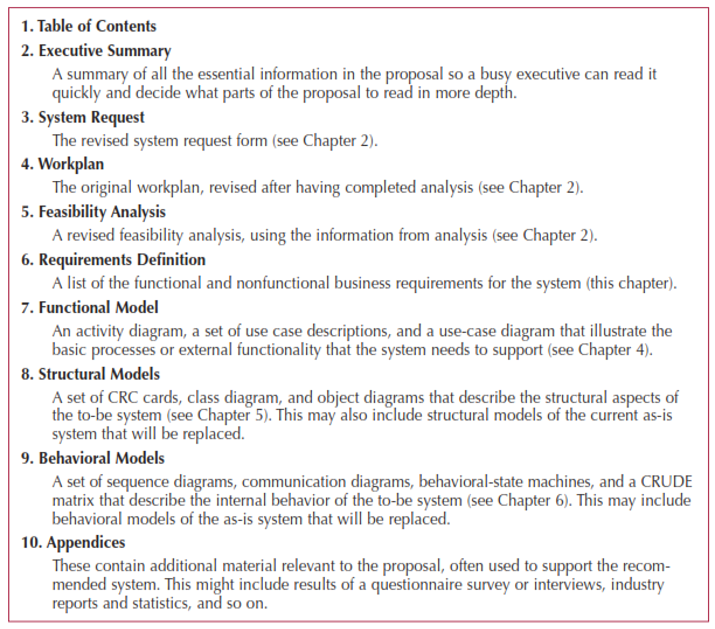 1. Table of Contents
2. Executive Summary
A summary of all the essential information in the proposal so a busy executive can read it
quickly and decide what parts of the proposal to read in more depth.
3. System Request
The revised system request form (see Chapter 2).
4. Workplan
The original workplan, revised after having completed analysis (see Chapter 2).
5. Feasibility Analysis
A revised feasibility analysis, using the information from analysis (see Chapter 2).
6. Requirements Definition
A list of the functional and nonfunctional business requirements for the system (this chapter).
7. Functional Model
An activity diagram, a set of use case descriptions, and a use-case diagram that illustrate the
basic processes or external functionality that the system needs to support (see Chapter 4).
8. Structural Models
A set of CRC cards, class diagram, and object diagrams that describe the structural aspects of
the to-be system (see Chapter 5). This may also include structural models of the current as-is
system that will be replaced.
9. Behavioral Models
A set of sequence diagrams, communication diagrams, behavioral-state machines, and a CRUDE
matrix that describe the internal behavior of the to-be system (see Chapter 6). This may include
behavioral models of the as-is system that will be replaced.
10. Appendices
These contain additional material relevant to the proposal, often used to support the recom-
mended system. This might include results of a questionnaire survey or interviews, industry
reports and statistics, and so on.